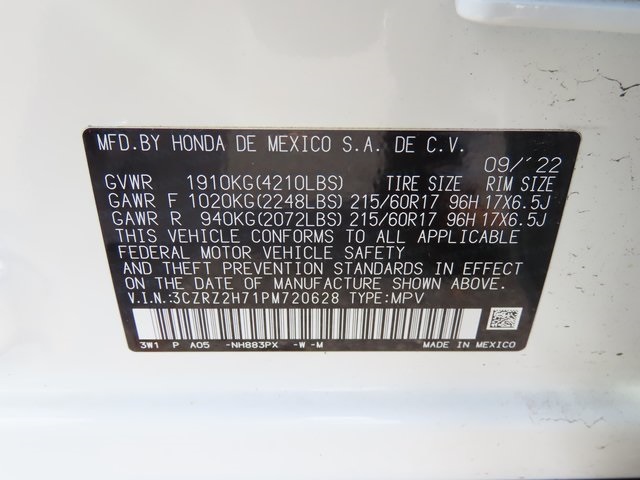 MFD.BY HONDA DE MEXICO S.A. DE C.V.
09/'22
GVWR 1910KG(4210LBS) TIRE SIZE RIM SIZE
GAWR F 1020KG(2248LBS) 215/60R17 96H 17X6.5J
GAWR R 940KG(2072LBS) 215/60R17 96H 17X6.5J
THIS VEHICLE CONFORMS TO ALL APPLICABLE
FEDERAL MOTOR VEHICLE SAFETY
AND THEFT PREVENTION STANDARDS IN EFFECT
ON THE DATE OF MANUFACTURE SHOWN ABOVE.
V.I.N.:3CZRZ2H71PM720628 TYPE:MPV
3W1 P A05 -NH883PX -W-M MADE IN MEXICO